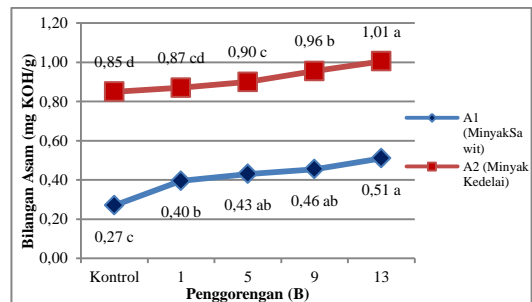 Bilangan Asam (mg KOH/g)
1,20
1,00
0,80
0,60
0,40
0,20
0,00
0,85 d
0,87 cd
0,90 c
0,96 b
1,01 a
0,27 c
0,40 b
0,43 ab
0,46 ab
0,51 a
Kontrol 1 5 9 13
Penggorengan (B)
A1
(MinyakSa
wit)
A2 (Minyak
Kedelai)